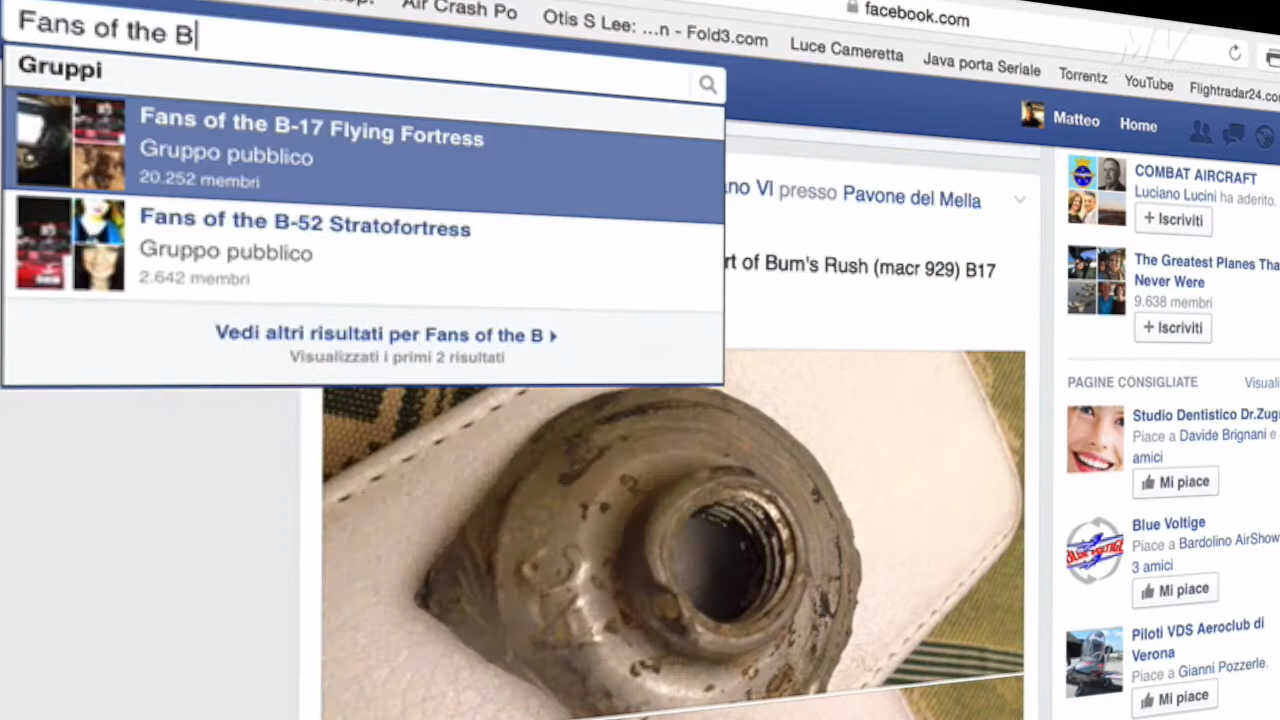 Fans of the B
Gruppi
Fans of the B-17 Flying Fortress
Gruppo pubblico
20.252 membri
Fans of the B-52 Stratofortress
Gruppo pubblico
2.642 membri
Vedi altri risultati per Fans of the B
Visualizzati i primi 2 risultati
facebook.com
Air Crash Po
Otis S Lee: ...n - Fold3.com
Luce Cameretta
Java porta Seriale
Torrentz
YouTube
Flightradar24.co
MV
Matteo
Home
no VI presso Pavone del Mella
rt of Bum's Rush (macr 929) B17
COMBAT AIRCRAFT
Luciano Lucini ha aderito.
+ Iscriviti
The Greatest Planes Tha
Never Were
9.638 membri
+ Iscriviti
PAGINE CONSIGLIATE
Visuali
Studio Dentistico Dr.Zug
Piace a Davide Brignani e
amici
Mi piace
BLUE VOLTIGE
Blue Voltige
Piace a Bardolino AirShow
3 amici
Mi piace
Piloti VDS Aeroclub di
Verona
Piace a Gianni Pozzerle.
Mi piace